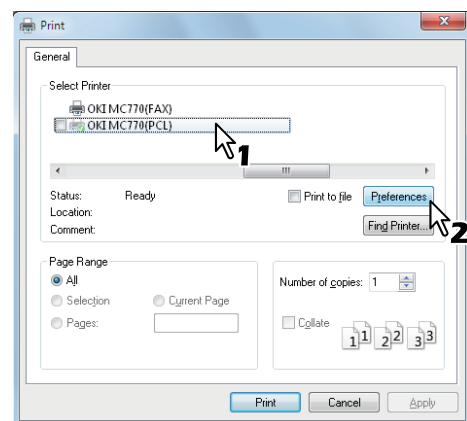 Print
General
Select Printer
OKI MC770(FAX)
OKI MC770(PCL)
1
Status: Ready
Print to file
Preferences
Location:
Comment:
Find Printer...
2
Page Range
All
Selection
Current Page
Pages:
Number of copies: 1
Collate
1 1 2 2 3 3
Print Cancel Apply